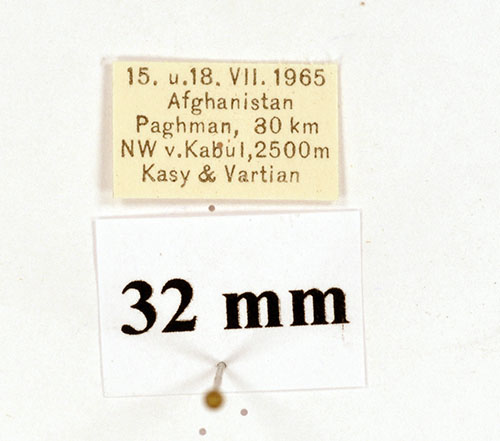 15. u.18. VII. 1965
Afghanistan
Paghman, 30 km
NW v.Kabul,2500m
Kasy & Vartian
32 mm